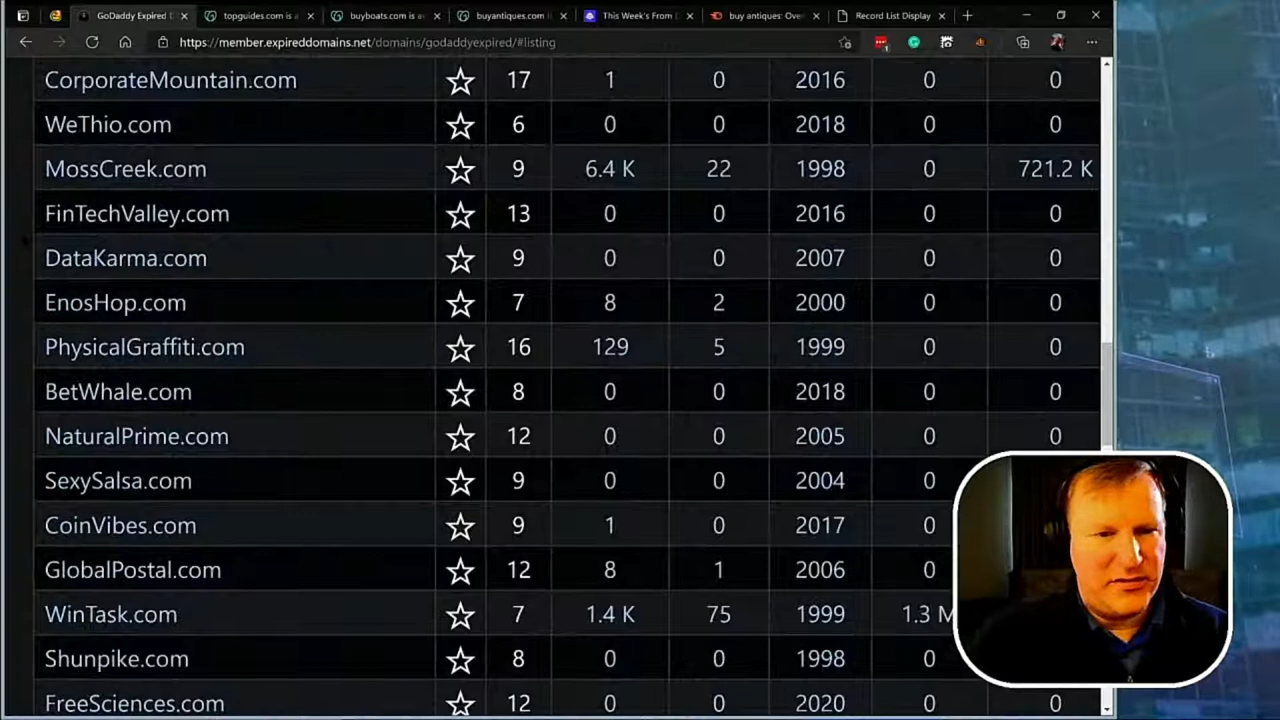 GoDaddy Expired D
topguides.com is a
buyboats.com is av
buyantiques.com i
This Week's From D
buy antiques: Over
Record List Display
https://member.expireddomains.net/domains/godaddyexpired/#listing
CorporateMountain.com 17 1 0 2016 0 0
WeThio.com 6 0 0 2018 0 0
MossCreek.com 9 6.4 K 22 1998 0 721.2 K
FinTechValley.com 13 0 0 2016 0 0
DataKarma.com 9 0 0 2007 0 0
EnosHop.com 7 8 2 2000 0 0
PhysicalGraffiti.com 16 129 5 1999 0 0
BetWhale.com 8 0 0 2018 0 0
NaturalPrime.com 12 0 0 2005 0 0
SexySalsa.com 9 0 0 2004 0
CoinVibes.com 9 1 0 2017 0
GlobalPostal.com 12 8 1 2006 0
WinTask.com 7 1.4 K 75 1999 1.3 M
Shunpike.com 8 0 0 1998 0
FreeSciences.com 12 0 0 2020 0 0